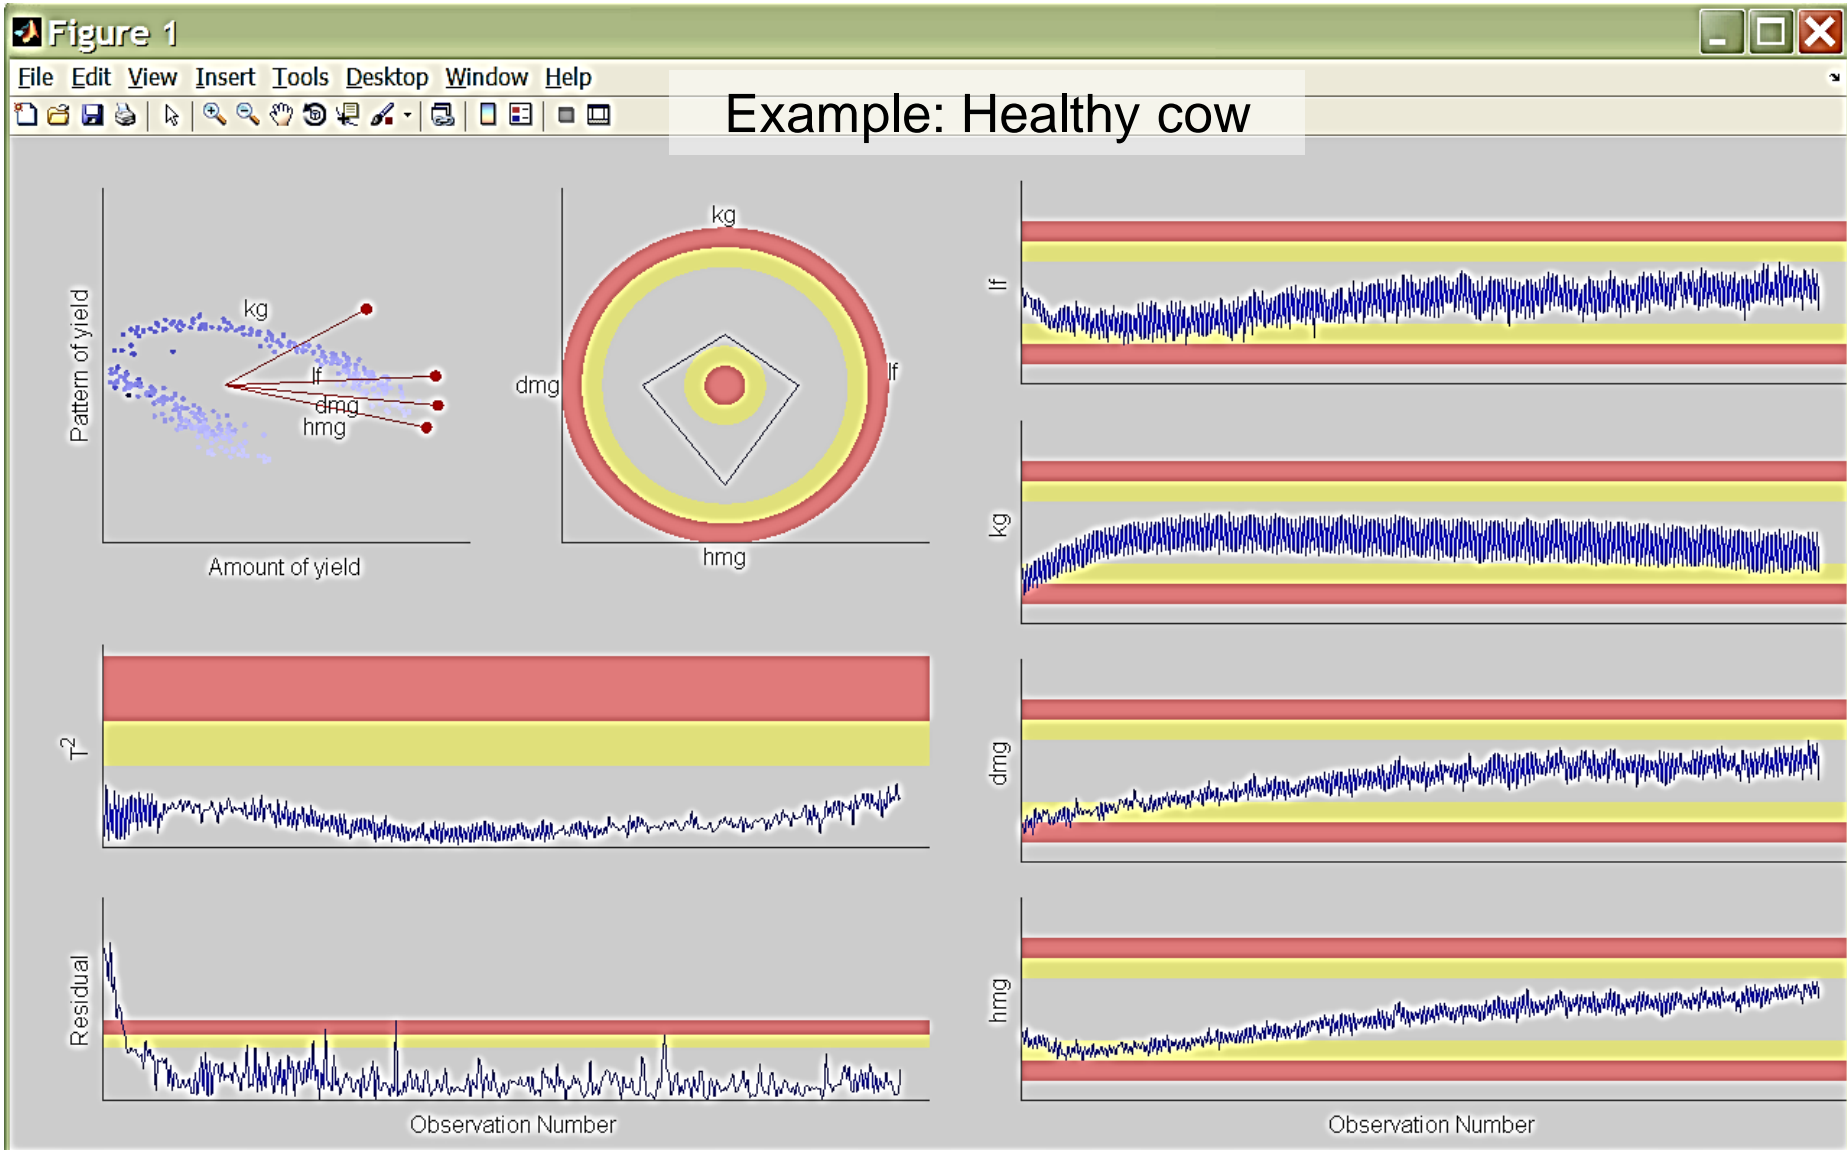 Figure 1
File Edit View Insert Tools Desktop Window Help
Example: Healthy cow
Pattern of yield
kg
lf
dmg
hmg
Amount of yield
kg
dmg
lf
hmg
T2
Residual
Observation Number
lf
kg
dmg
hmg
Observation Number